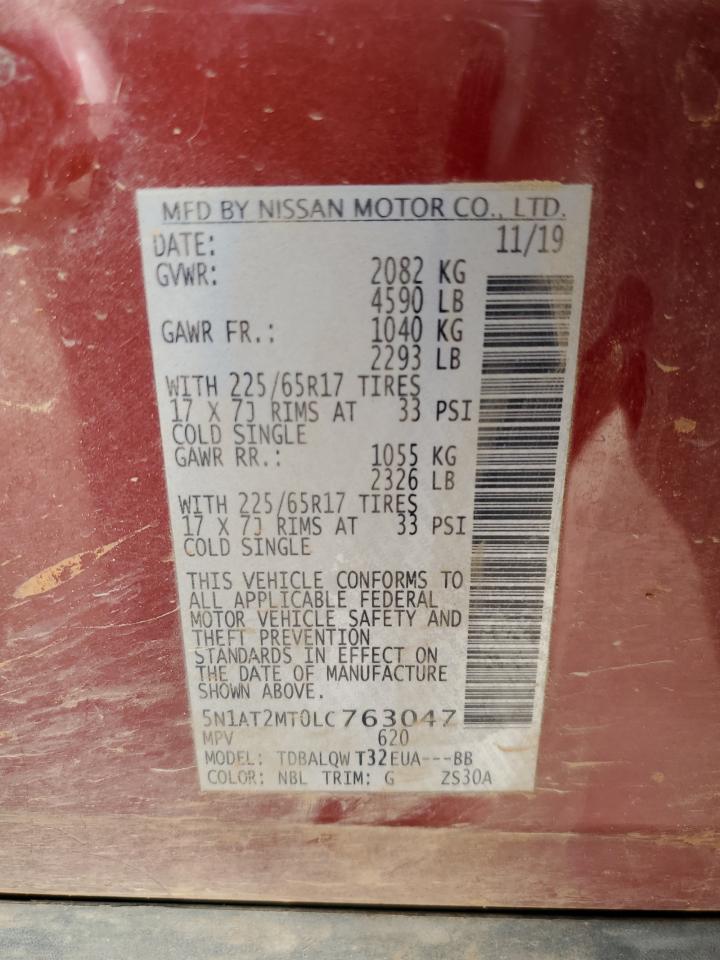 MFD BY NISSAN MOTOR CO., LTD.
DATE: 11/19
GVWR: 2082 KG
4590 LB
GAWR FR.: 1040 KG
2293 LB
WITH 225/65R17 TIRES
17 X 7J RIMS AT 33 PSI
COLD SINGLE
GAWR RR.: 1055 KG
2326 LB
WITH 225/65R17 TIRES
17 X 7J RIMS AT 33 PSI
COLD SINGLE
THIS VEHICLE CONFORMS TO
ALL APPLICABLE FEDERAL
MOTOR VEHICLE SAFETY AND
THEFT PREVENTION
STANDARDS IN EFFECT ON
THE DATE OF MANUFACTURE
SHOWN ABOVE.
5N1AT2MT0LC763047
MPV 620
MODEL: TDBALQW T32EUA---BB
COLOR: NBL TRIM: G ZS30A